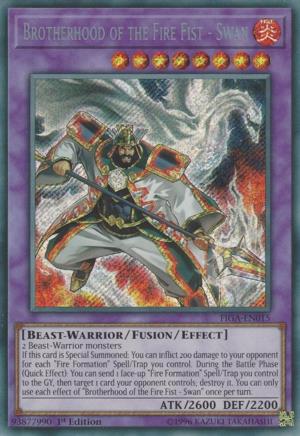 BROTHERHOOD OF THE FIRE FIST - SWAN
炎
FIGA-EN015
[BEAST-WARRIOR/FUSION/EFFECT]
2 Beast-Warrior monsters
If this card is Special Summoned: You can inflict 200 damage to your opponent
for each "Fire Formation" Spell/Trap you control. During the Battle Phase
(Quick Effect): You can send 1 face-up "Fire Formation" Spell/Trap you control
to the GY, then target 1 card your opponent controls; destroy it. You can only
use each effect of "Brotherhood of the Fire Fist - Swan" once per turn.
ATK/2600 DEF/2200
93877990 1st Edition ©1996 KAZUKI TAKAHASHI